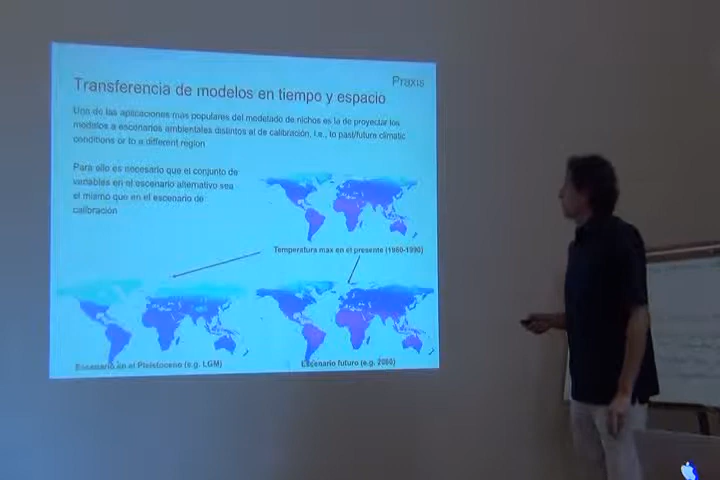 Praxis
Transferencia de modelos en tiempo y espacio
Una de las aplicaciones mas populares del modelado de nichos es la de proyectar los
modelos a escenarios ambientales distintos al de calibración, i.e., to past/future climatic
conditions or to a different region
Para ello es necesario que el conjunto de
variables en el escenario alternativo sea
el mismo que en el escenario de
calibración
Temperatura max en el presente (1960-1990)
Escenario en el Pleistoceno (e.g. LGM)
Escenario futuro (e.g. 2080)